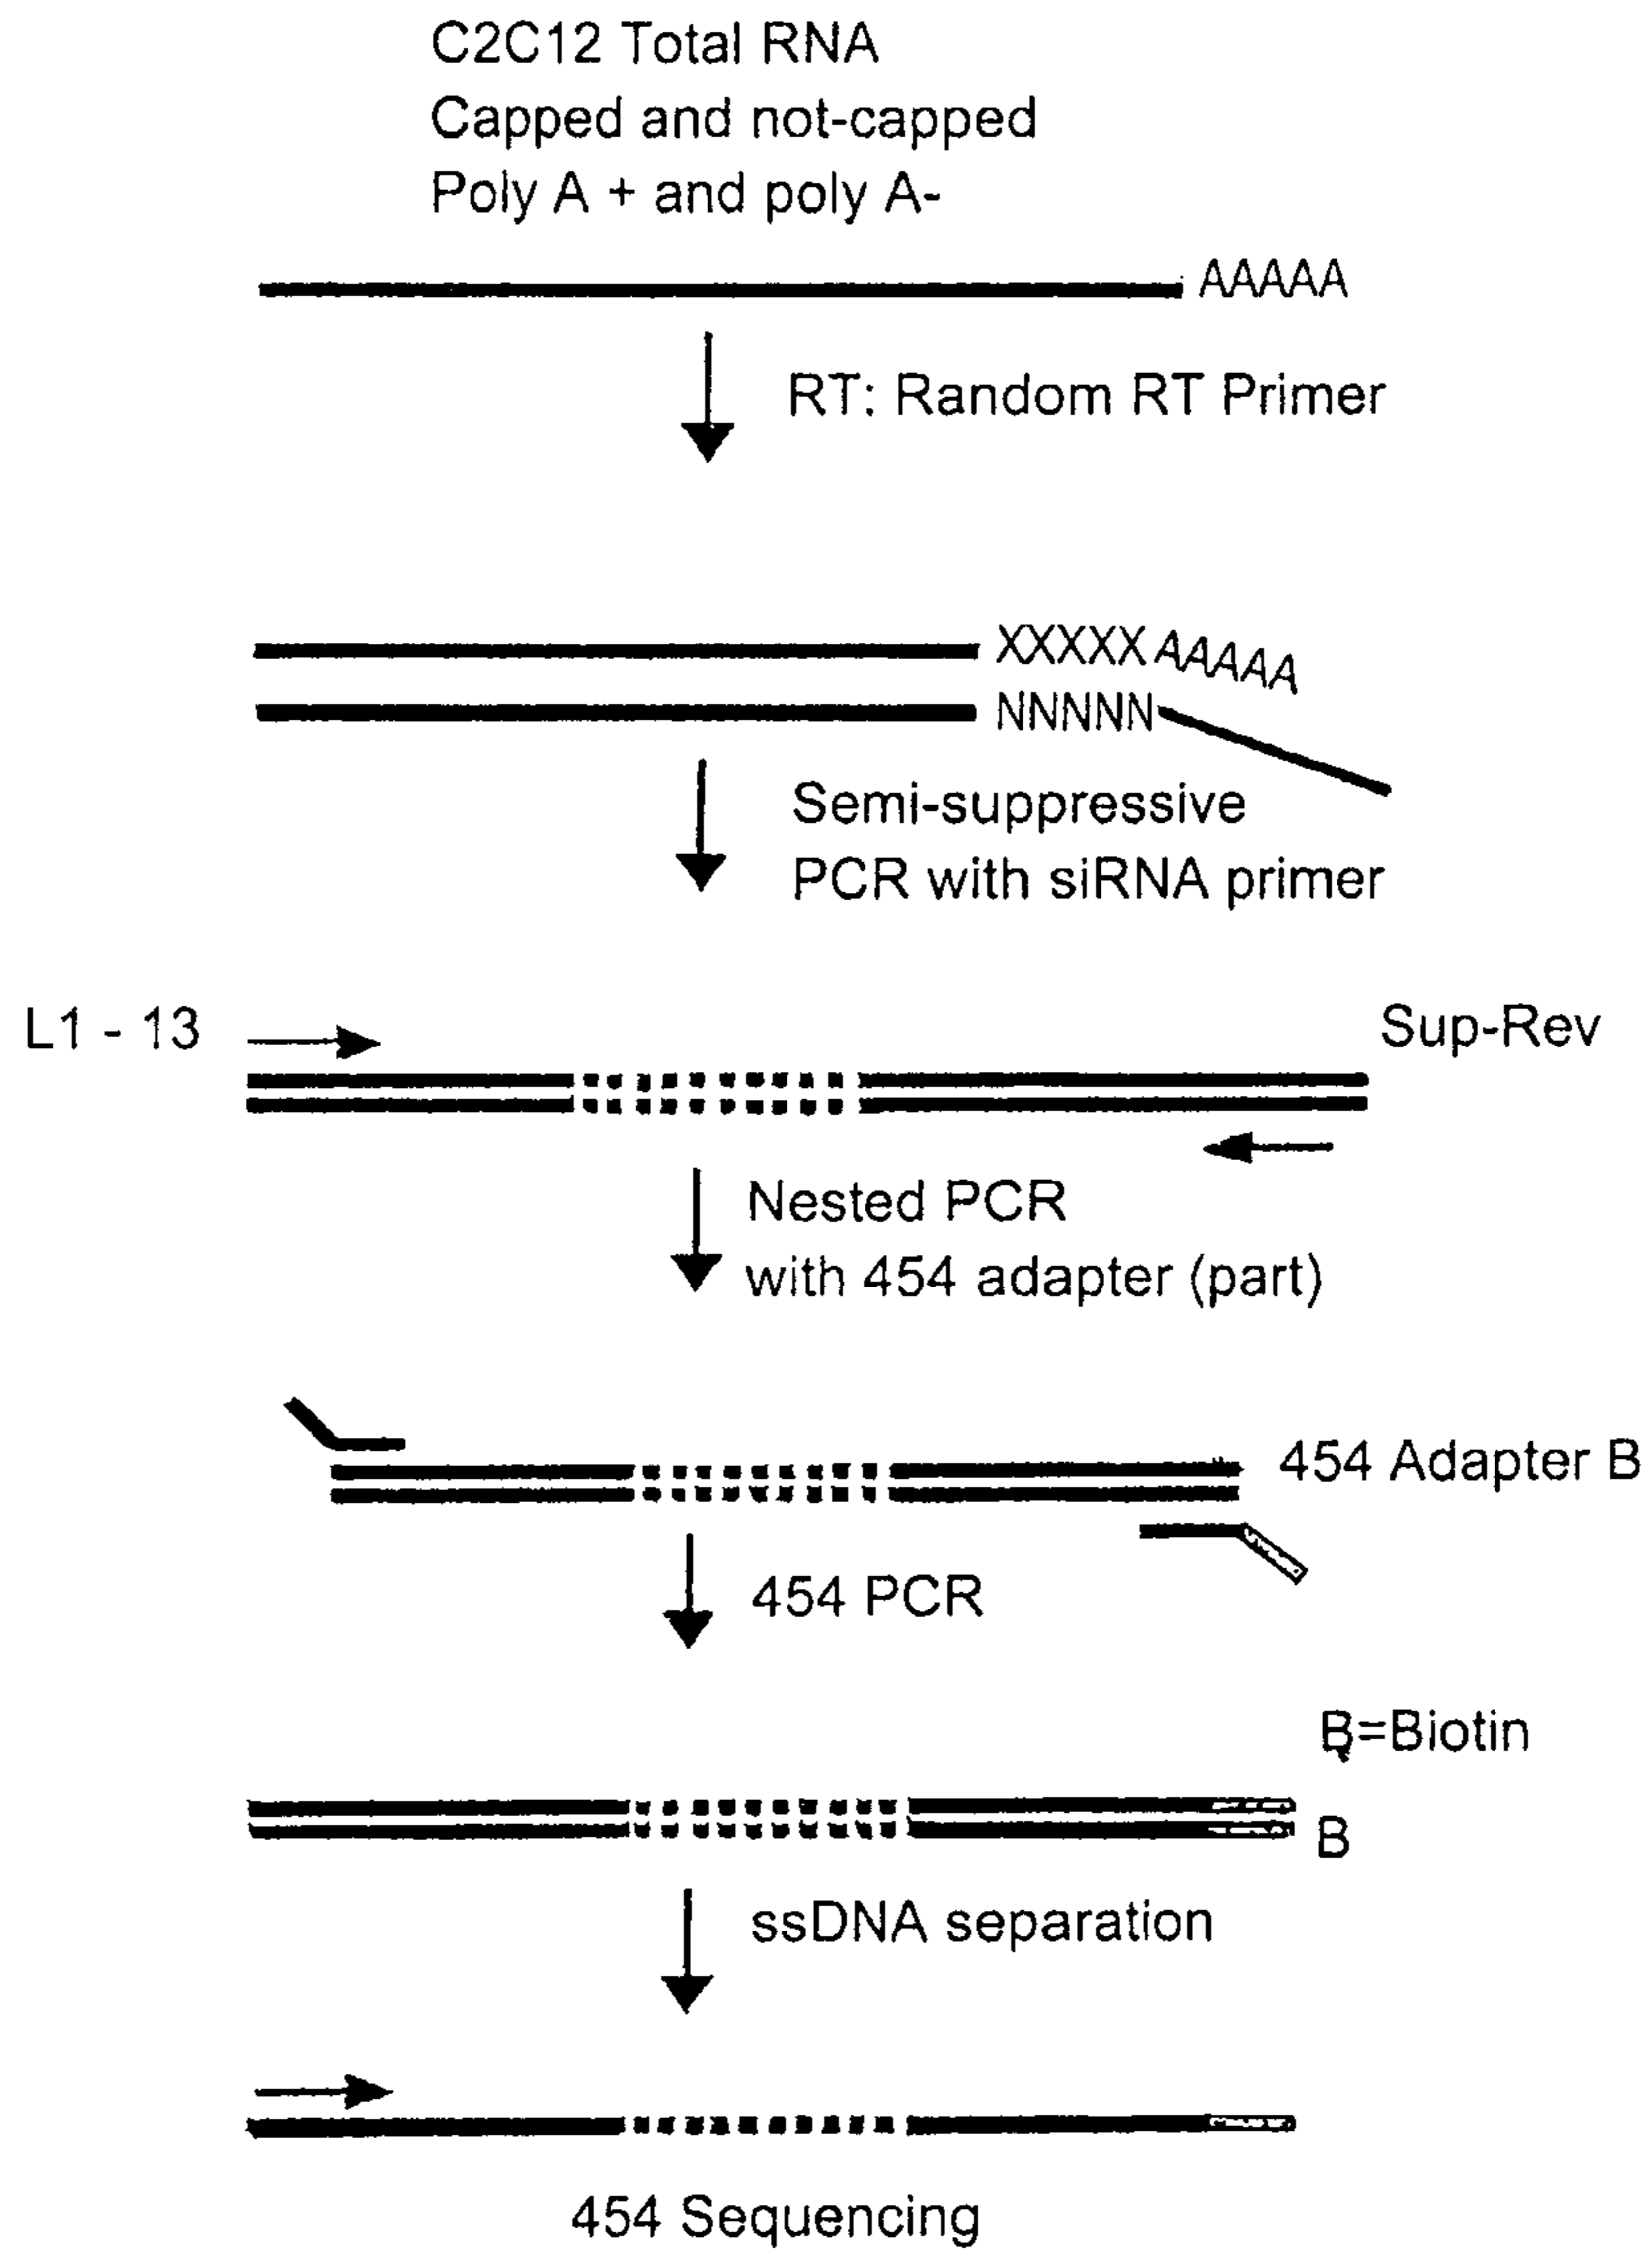 C2C12 Total RNA
Capped and not-capped
Poly A + and poly A-
AAAAA
RT: Random RT Primer
XXXXXAAAAA
NNNNN
Semi-suppressive
PCR with siRNA primer
L1 - 13
Sup-Rev
Nested PCR
with 454 adapter (part)
454 Adapter B
454 PCR
B=Biotin
B
ssDNA separation
454 Sequencing